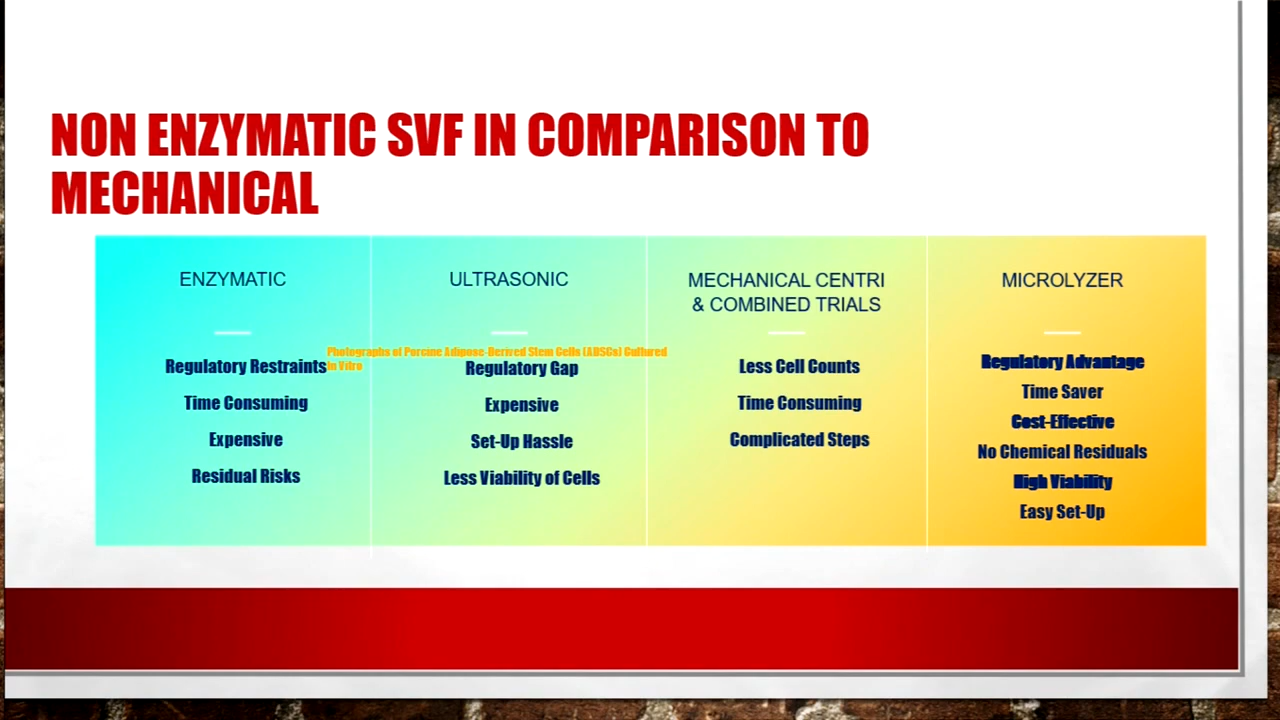 NON ENZYMATIC SVF IN COMPARISON TO
MECHANICAL
ENZYMATIC
Regulatory Restraints
Time Consuming
Expensive
Residual Risks
Photographs of Porcine Adipose-Derived Stem Cells (ADSCs) Cultured
In Vitro
ULTRASONIC
Regulatory Gap
Expensive
Set-Up Hassle
Less Viability of Cells
MECHANICAL CENTRI
& COMBINED TRIALS
Less Cell Counts
Time Consuming
Complicated Steps
MICROLYZER
Regulatory Advantage
Time Saver
Cost-Effective
No Chemical Residuals
High Viability
Easy Set-Up